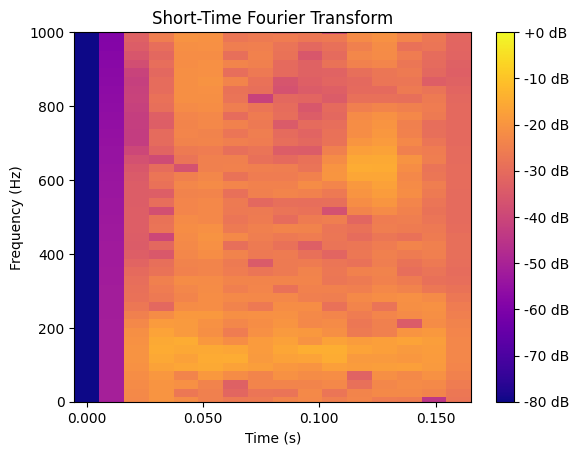 Short-Time Fourier Transform
1000
800
600
400
200
0
Frequency (Hz)
0.000
0.050
0.100
0.150
Time (s)
+0 dB
-10 dB
-20 dB
-30 dB
-40 dB
-50 dB
-60 dB
-70 dB
-80 dB